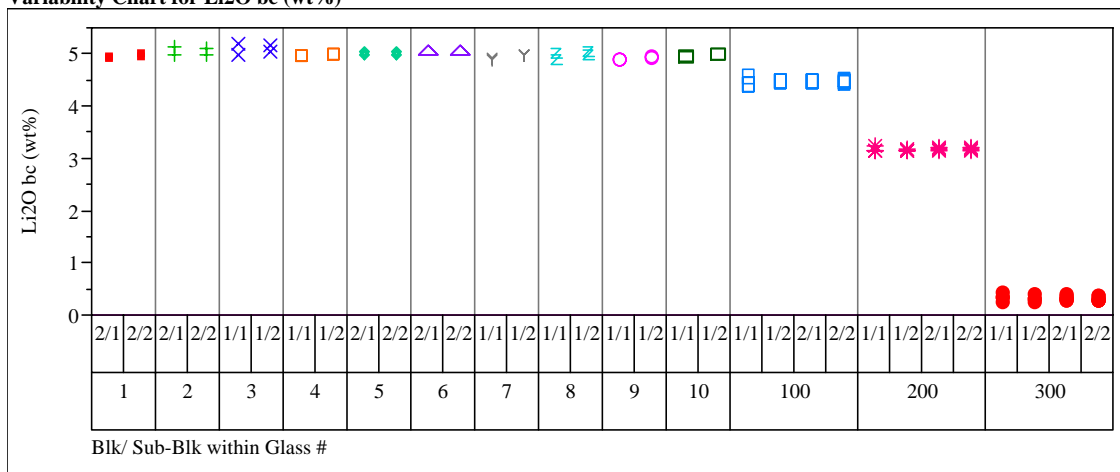 Variability Chart for Li2O bc (wt%)
5
4
3
2
1
0
Li2O bc (wt%)
2/1 2/2 2/1 2/2 1/1 1/2 1/1 1/2 2/1 2/2 2/1 2/2 1/1 1/2 1/1 1/2 1/1 1/2 1/1 1/2 1/1 1/2 2/1 2/2 1/1 1/2 2/1 2/2 1/1 1/2 2/1 2/2
1 2 3 4 5 6 7 8 9 10 100 200 300
Blk/ Sub-Blk within Glass #